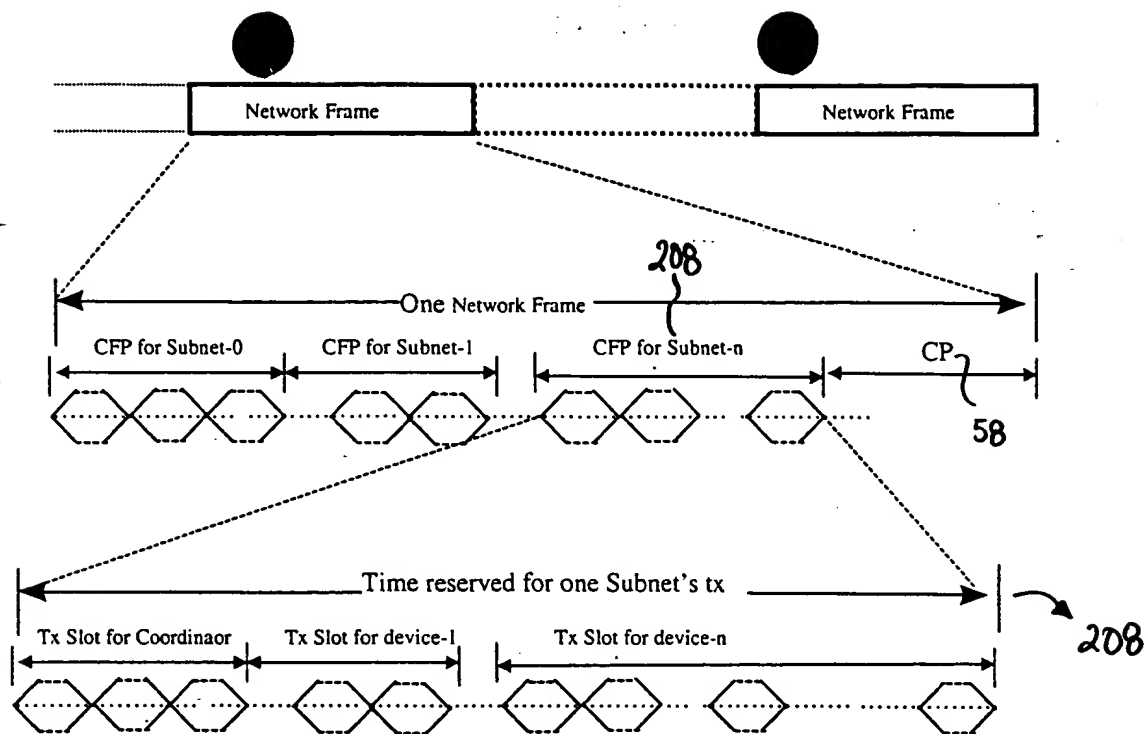 Network Frame Network Frame
208
One Network Frame
CFP for Subnet-0 CFP for Subnet-1 CFP for Subnet-n CP
58
Time reserved for one Subnet's tx
208
Tx Slot for Coordinaor Tx Slot for device-1 Tx Slot for device-n